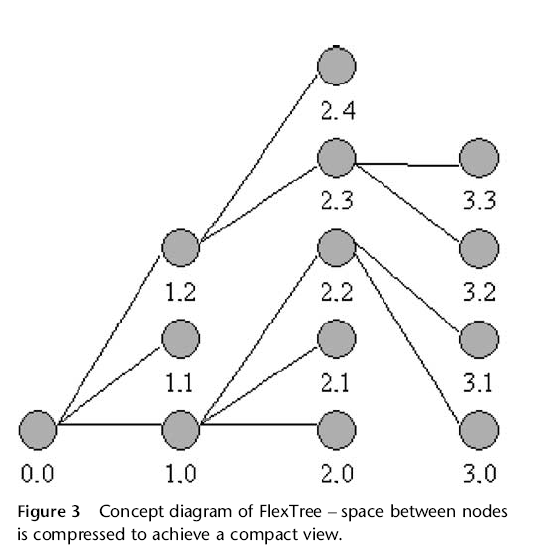 2.4
2.3 3.3
1.2 2.2 3.2
1.1 2.1 3.1
0.0 1.0 2.0 3.0
Figure 3 Concept diagram of FlexTree – space between nodes
is compressed to achieve a compact view.